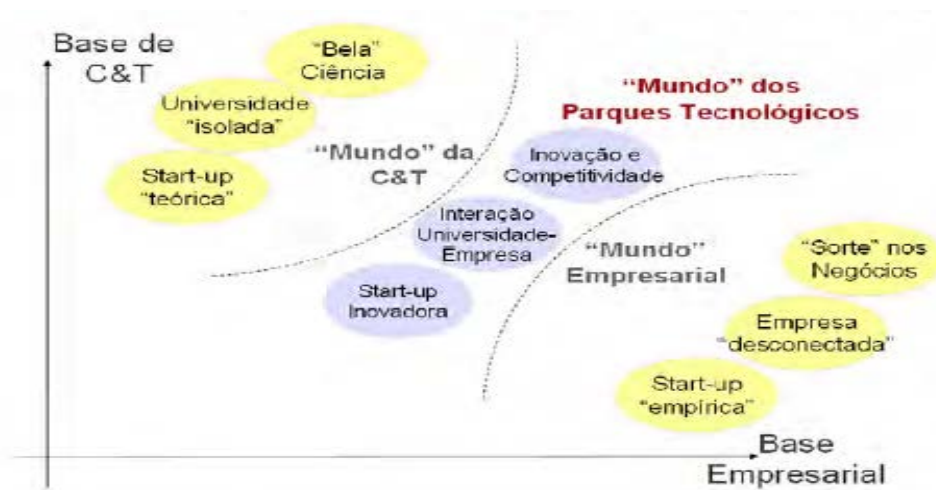 Base de
C&T
“Bela”
Ciência
Universidade
“isolada”
Start-up
“teórica”
“Mundo” da
C&T
“Mundo” dos
Parques Tecnológicos
Inovação e
Competitividade
Interação
Universidade-
Empresa
Start-up
Inovadora
“Mundo”
Empresarial
“Sorte” nos
Negócios
Empresa
“desconectada”
Start-up
“empírica”
Base
Empresarial